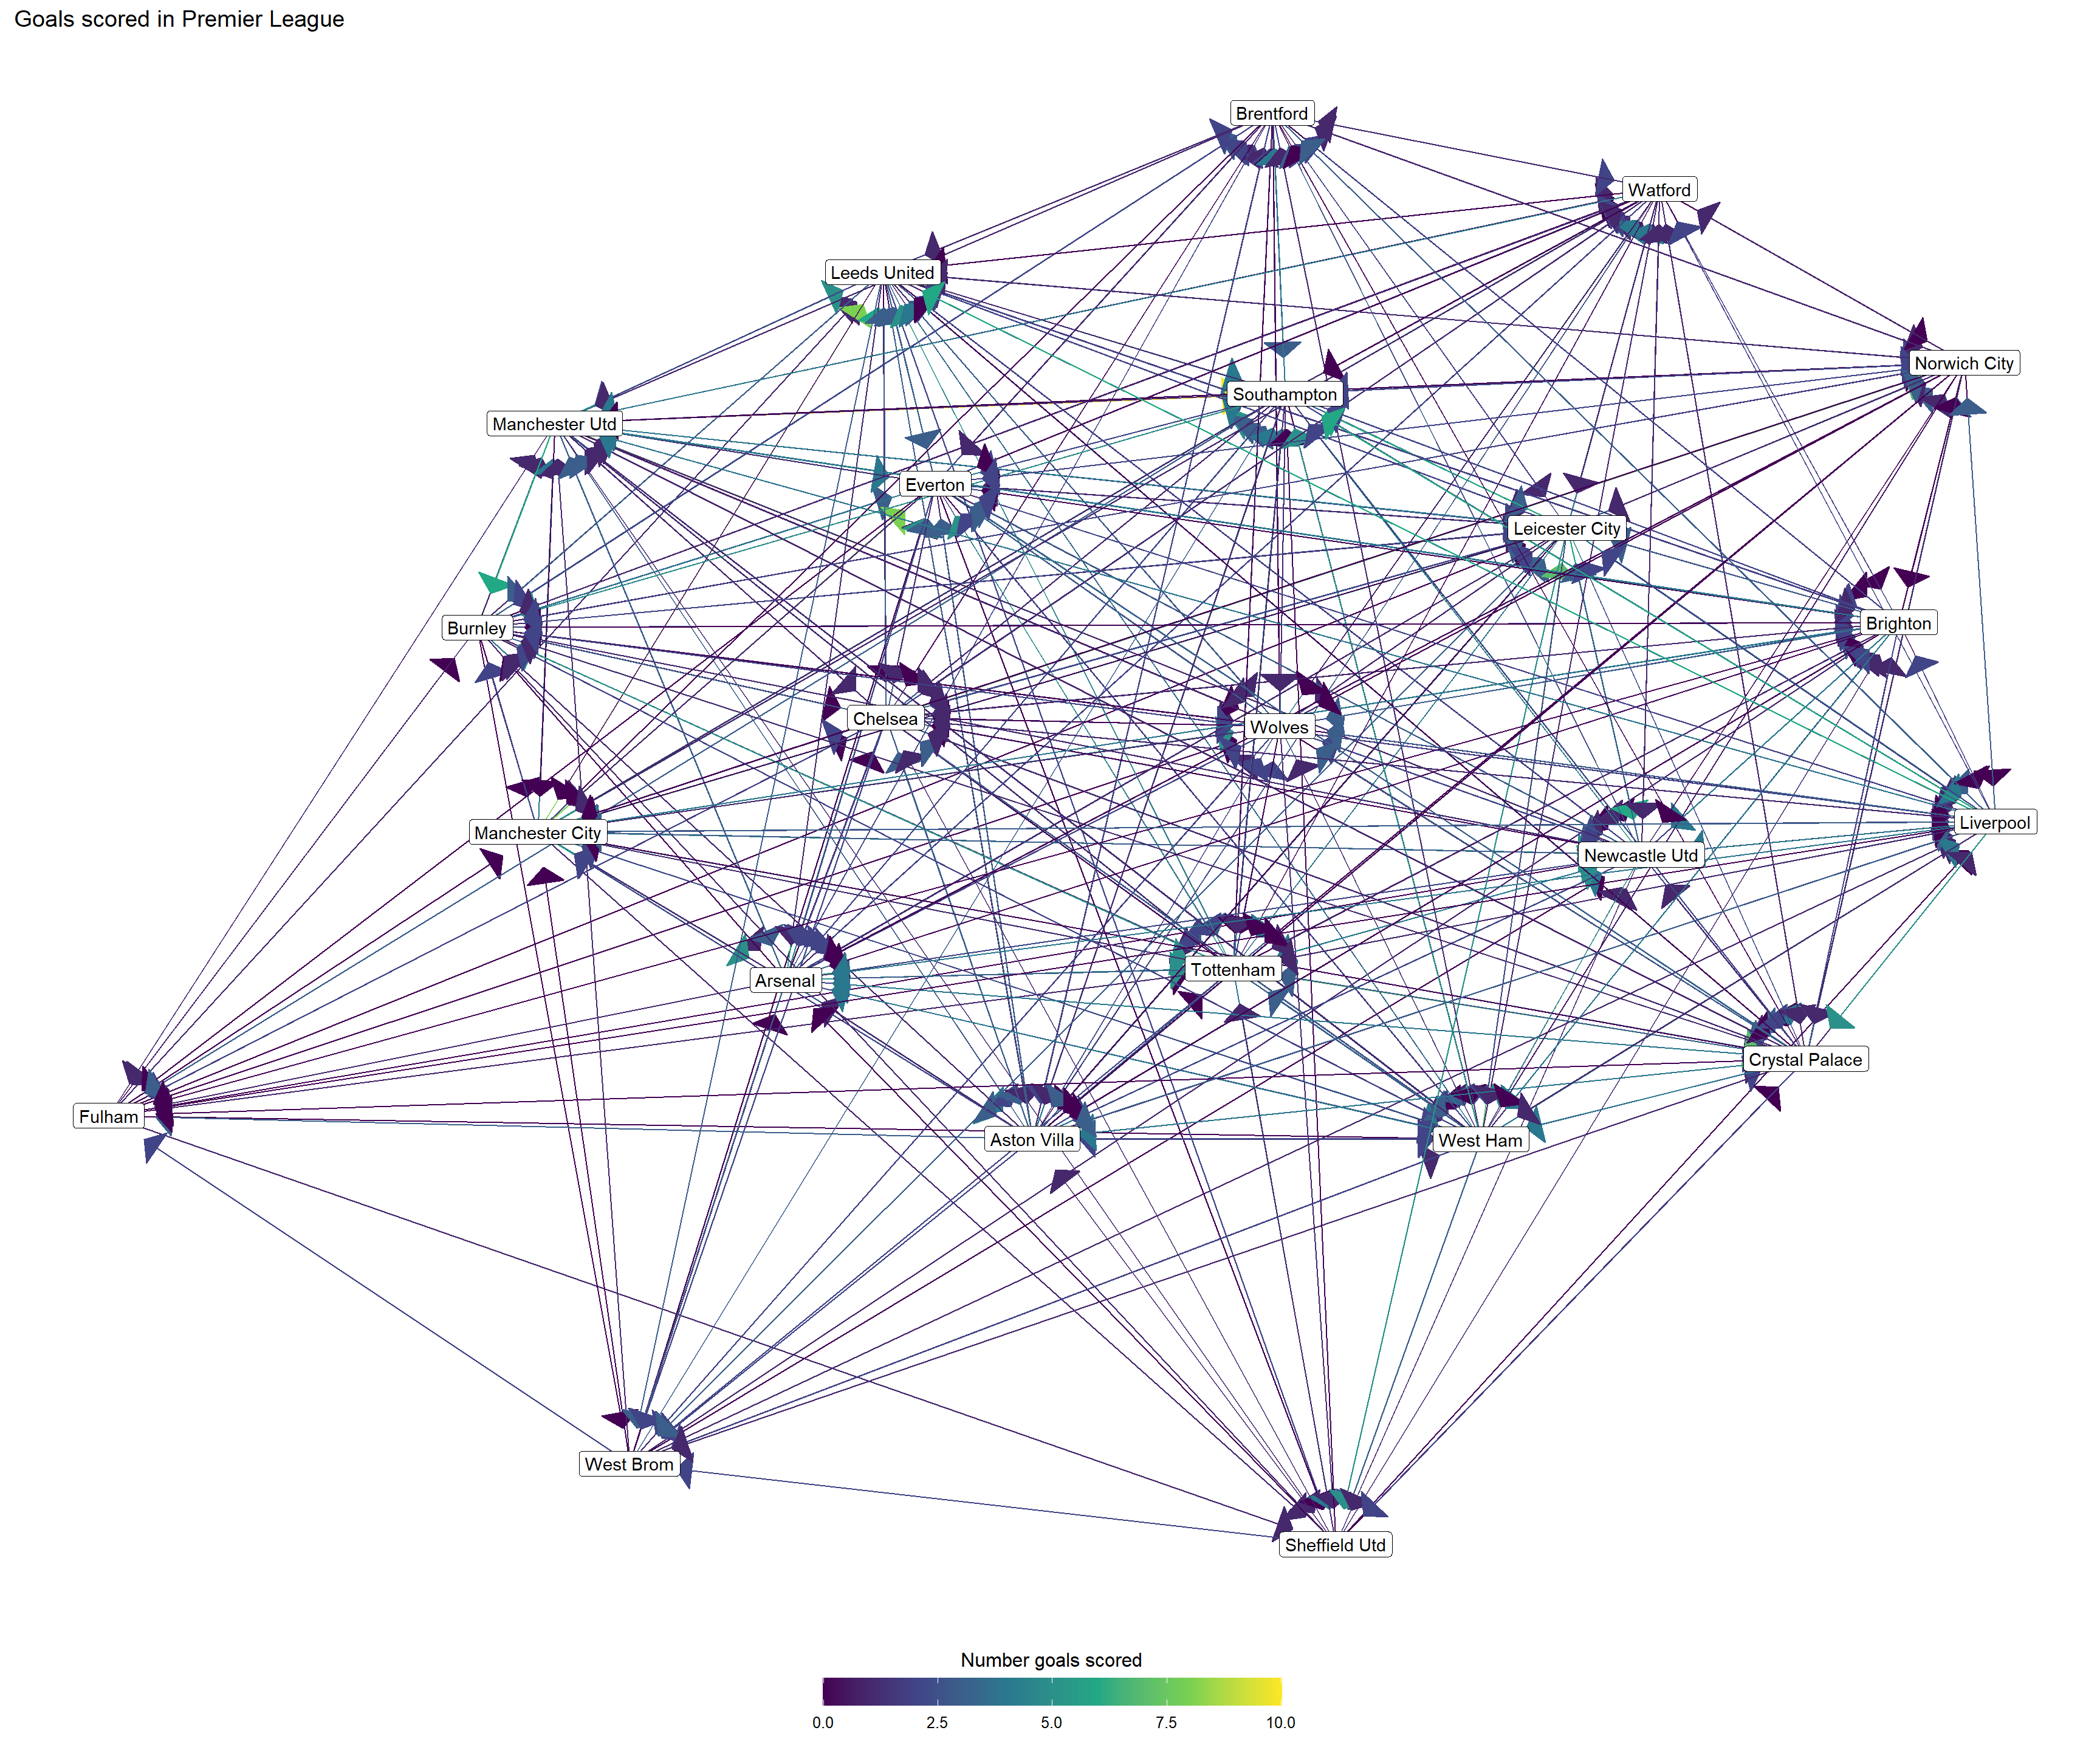 Goals scored in Premier League
Brentford
Watford
Leeds United
Norwich City
Southampton
Manchester Utd
Everton
Leicester City
Brighton
Burnley
Chelsea
Wolves
Liverpool
Manchester City
Newcastle Utd
Tottenham
Arsenal
Crystal Palace
Fulham
Aston Villa
West Ham
West Brom
Sheffield Utd
Number goals scored
0.0 2.5 5.0 7.5 10.0